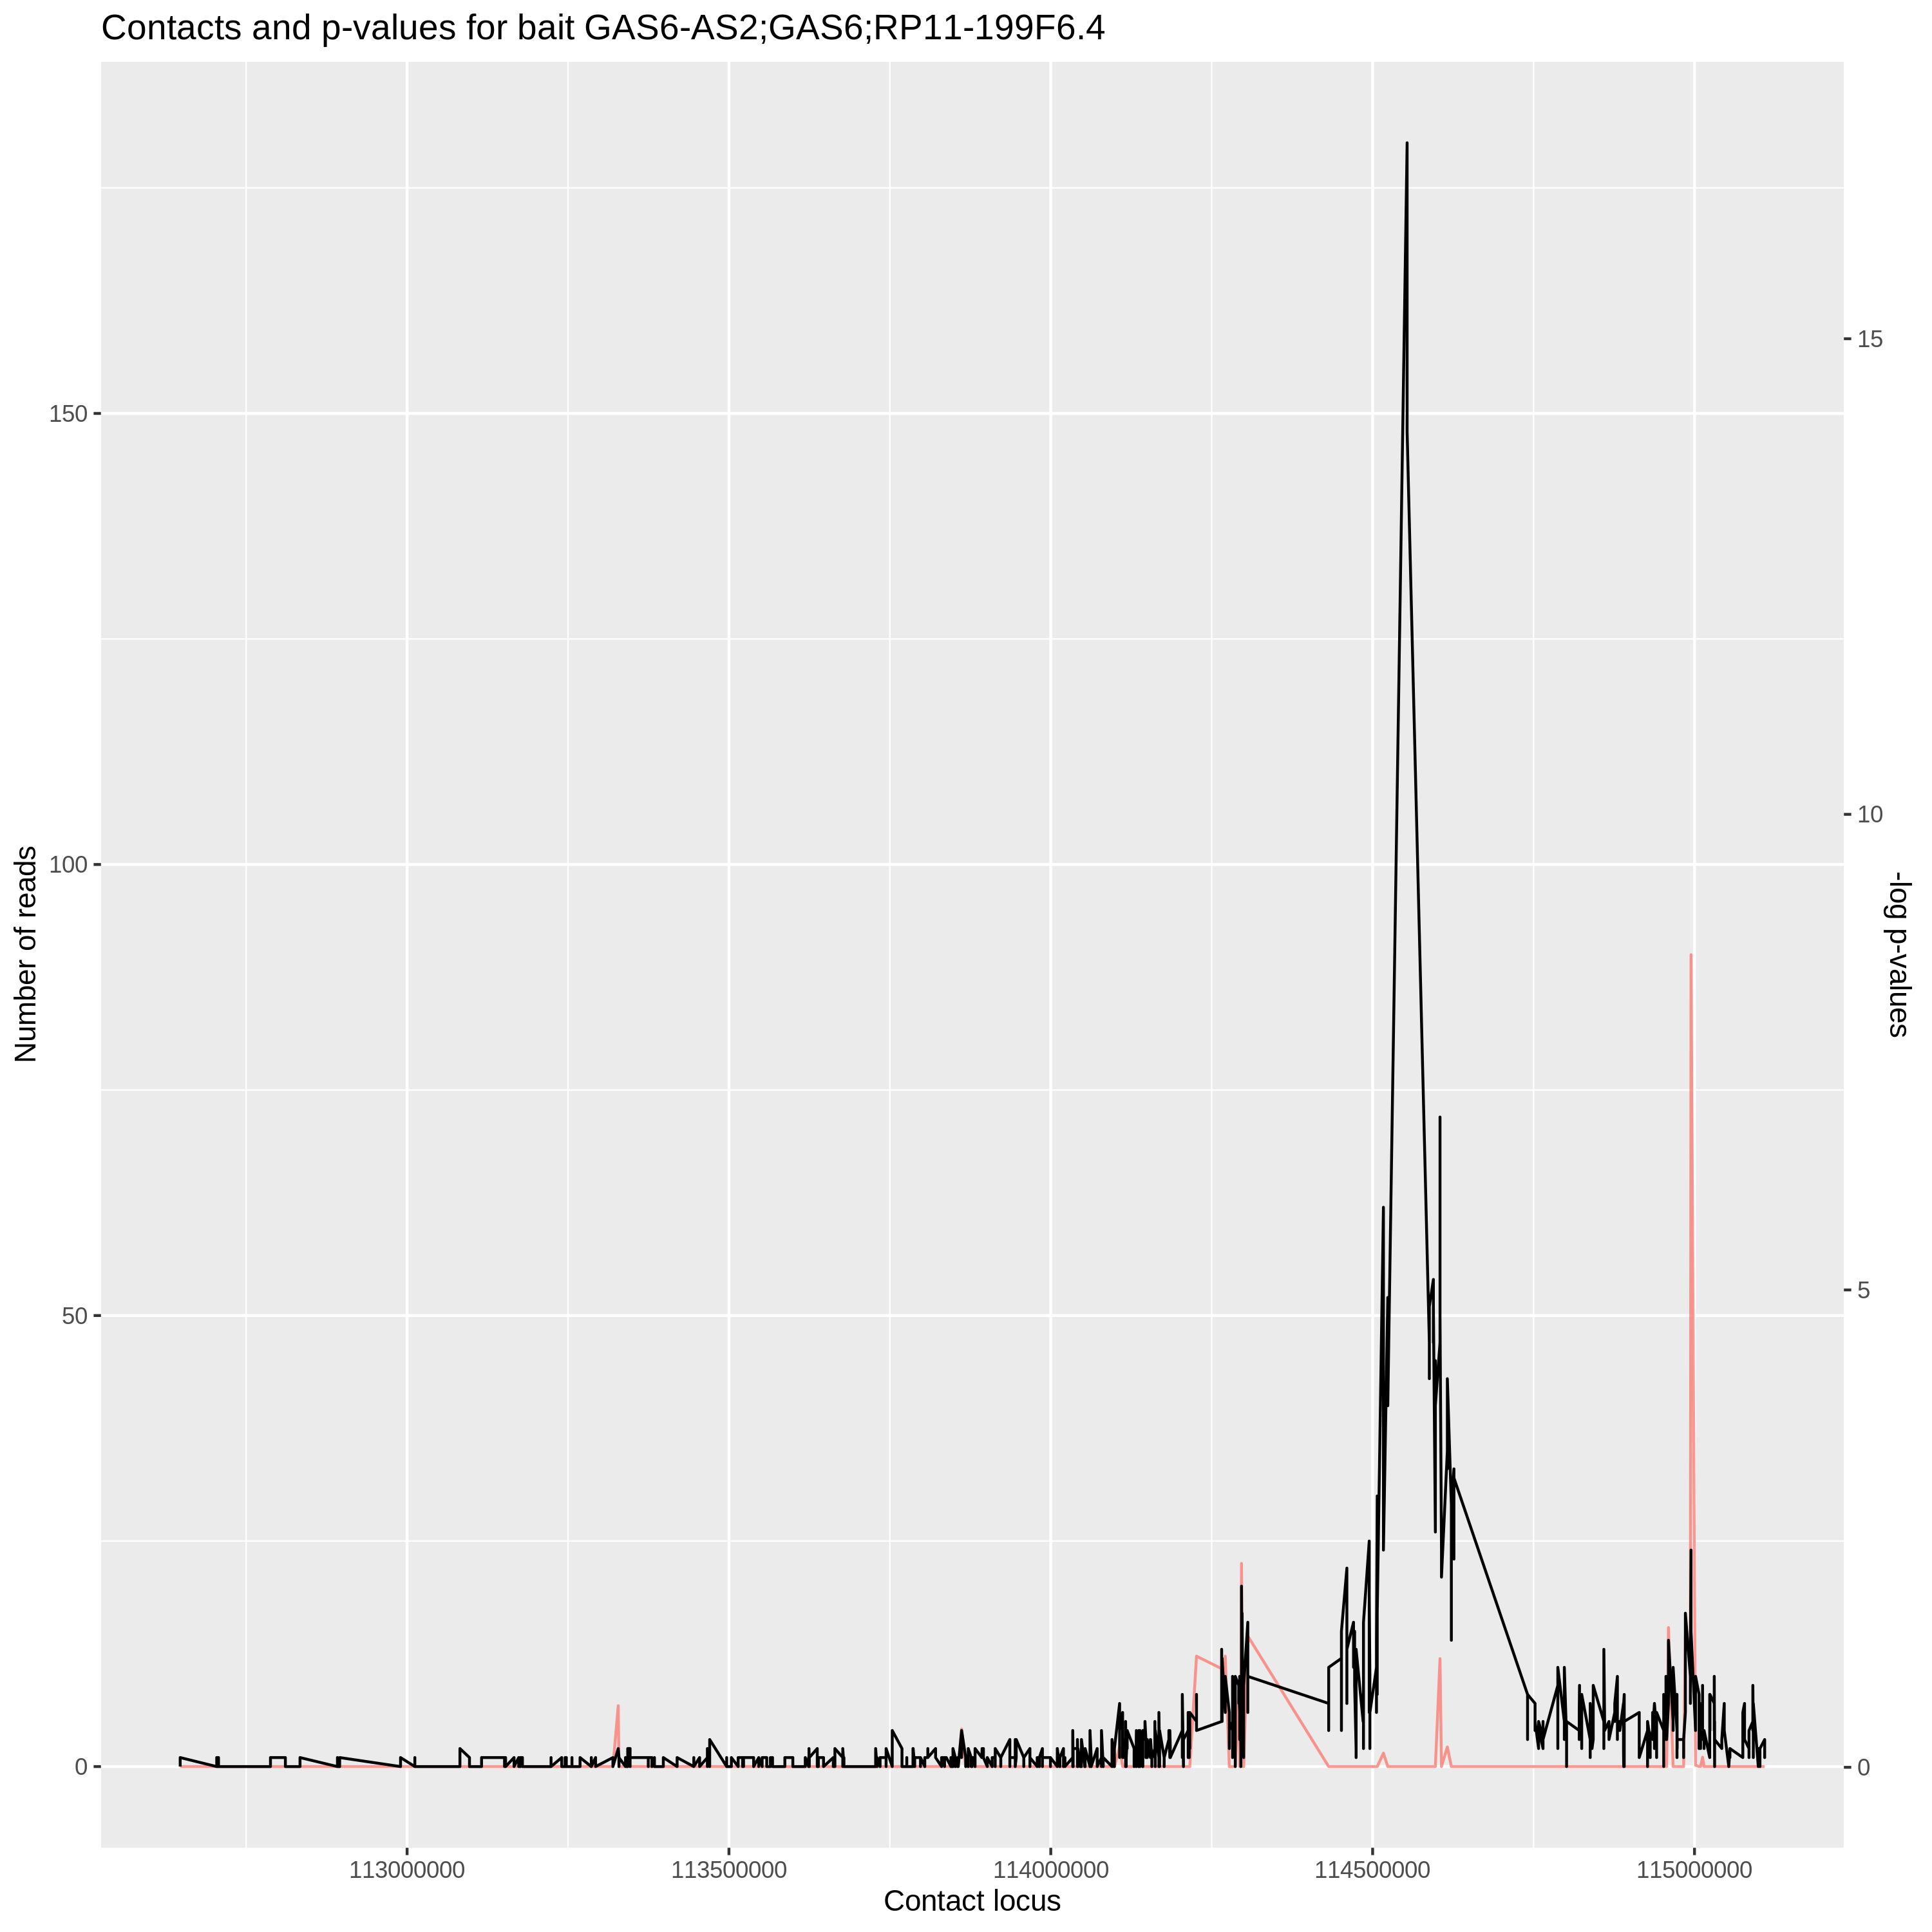 Contacts and p-values for bait GAS6-AS2;GAS6;RP11-199F6.4
Number of reads
150
100
50
0
15
10
5
0
-log p-values
113000000 113500000 114000000 114500000 115000000
Contact locus